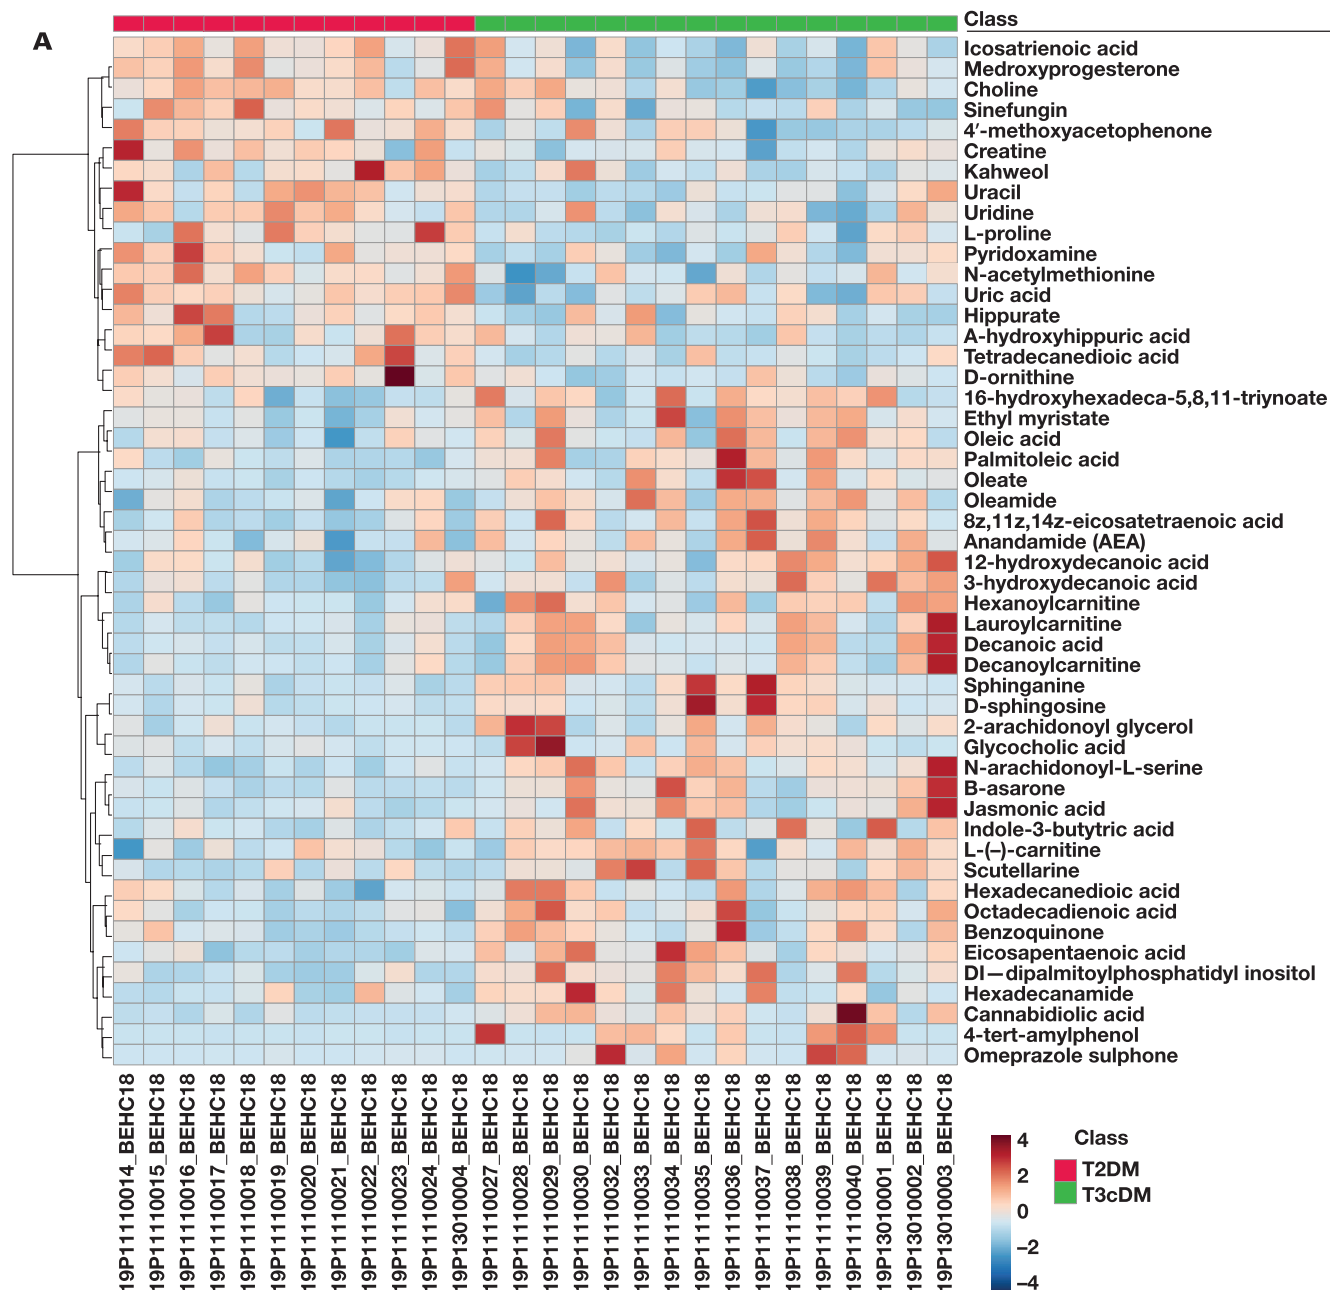 A
Class
Icosatrienoic acid
Medroxyprogesterone
Choline
Sinefungin
4′-methoxyacetophenone
Creatine
Kahweol
Uracil
Uridine
L-proline
Pyridoxamine
N-acetylmethionine
Uric acid
Hippurate
A-hydroxyhippuric acid
Tetradecanedioic acid
D-ornithine
16-hydroxyhexadeca-5,8,11-triynoate
Ethyl myristate
Oleic acid
Palmitoleic acid
Oleate
Oleamide
8z,11z,14z-eicosatetraenoic acid
Anandamide (AEA)
12-hydroxydecanoic acid
3-hydroxydecanoic acid
Hexanoylcarnitine
Lauroylcarnitine
Decanoic acid
Decanoylcarnitine
Sphinganine
D-sphingosine
2-arachidonoyl glycerol
Glycocholic acid
N-arachidonoyl-L-serine
B-asarone
Jasmonic acid
Indole-3-butytric acid
L-(–)-carnitine
Scutellarine
Hexadecanedioic acid
Octadecadienoic acid
Benzoquinone
Eicosapentaenoic acid
DI—dipalmitoylphosphatidyl inositol
Hexadecanamide
Cannabidiolic acid
4-tert-amylphenol
Omeprazole sulphone
19P11110014_BEHC18
19P11110015_BEHC18
19P11110016_BEHC18
19P11110017_BEHC18
19P11110018_BEHC18
19P11110019_BEHC18
19P11110020_BEHC18
19P11110021_BEHC18
19P11110022_BEHC18
19P11110023_BEHC18
19P11110024_BEHC18
19P13010004_BEHC18
19P11110027_BEHC18
19P11110028_BEHC18
19P11110029_BEHC18
19P11110030_BEHC18
19P11110032_BEHC18
19P11110033_BEHC18
19P11110034_BEHC18
19P11110035_BEHC18
19P11110036_BEHC18
19P11110037_BEHC18
19P11110038_BEHC18
19P11110039_BEHC18
19P11110040_BEHC18
19P13010001_BEHC18
19P13010002_BEHC18
19P13010003_BEHC18
4
2
0
–2
–4
Class
T2DM
T3cDM